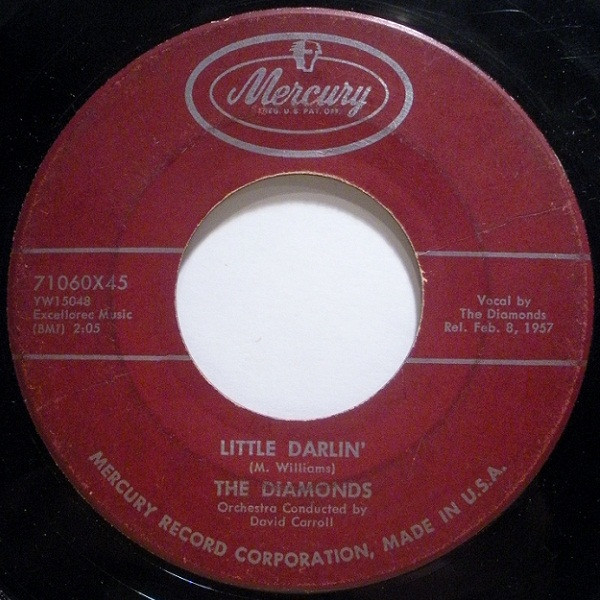 Mercury
REG. U.S. PAT. OFF.
71060X45
YW15048
Excellorec Music
(BMI) 2:05
Vocal by
The Diamonds
Rel. Feb. 8, 1957
LITTLE DARLIN'
(M. Williams)
THE DIAMONDS
Orchestra Conducted by
David Carroll
MERCURY RECORD CORPORATION, MADE IN U.S.A.